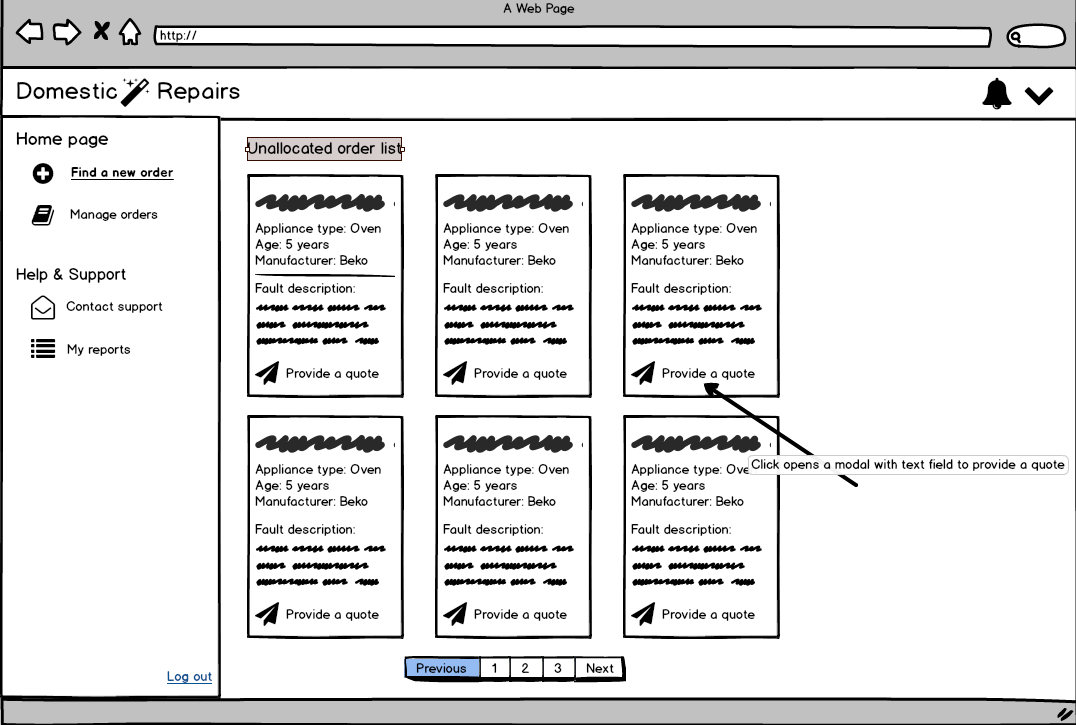 A Web Page
http://
Domestic Repairs
Home page
Find a new order
Manage orders
Help & Support
Contact support
My reports
Log out
Unallocated order list
Appliance type: Oven
Age: 5 years
Manufacturer: Beko
Fault description:
Provide a quote
Appliance type: Oven
Age: 5 years
Manufacturer: Beko
Fault description:
Provide a quote
Appliance type: Oven
Age: 5 years
Manufacturer: Beko
Fault description:
Provide a quote
Click opens a modal with text field to provide a quote
Appliance type: Oven
Age: 5 years
Manufacturer: Beko
Fault description:
Provide a quote
Appliance type: Oven
Age: 5 years
Manufacturer: Beko
Fault description:
Provide a quote
Appliance type: Oven
Age: 5 years
Manufacturer: Beko
Fault description:
Provide a quote
Previous 1 2 3 Next